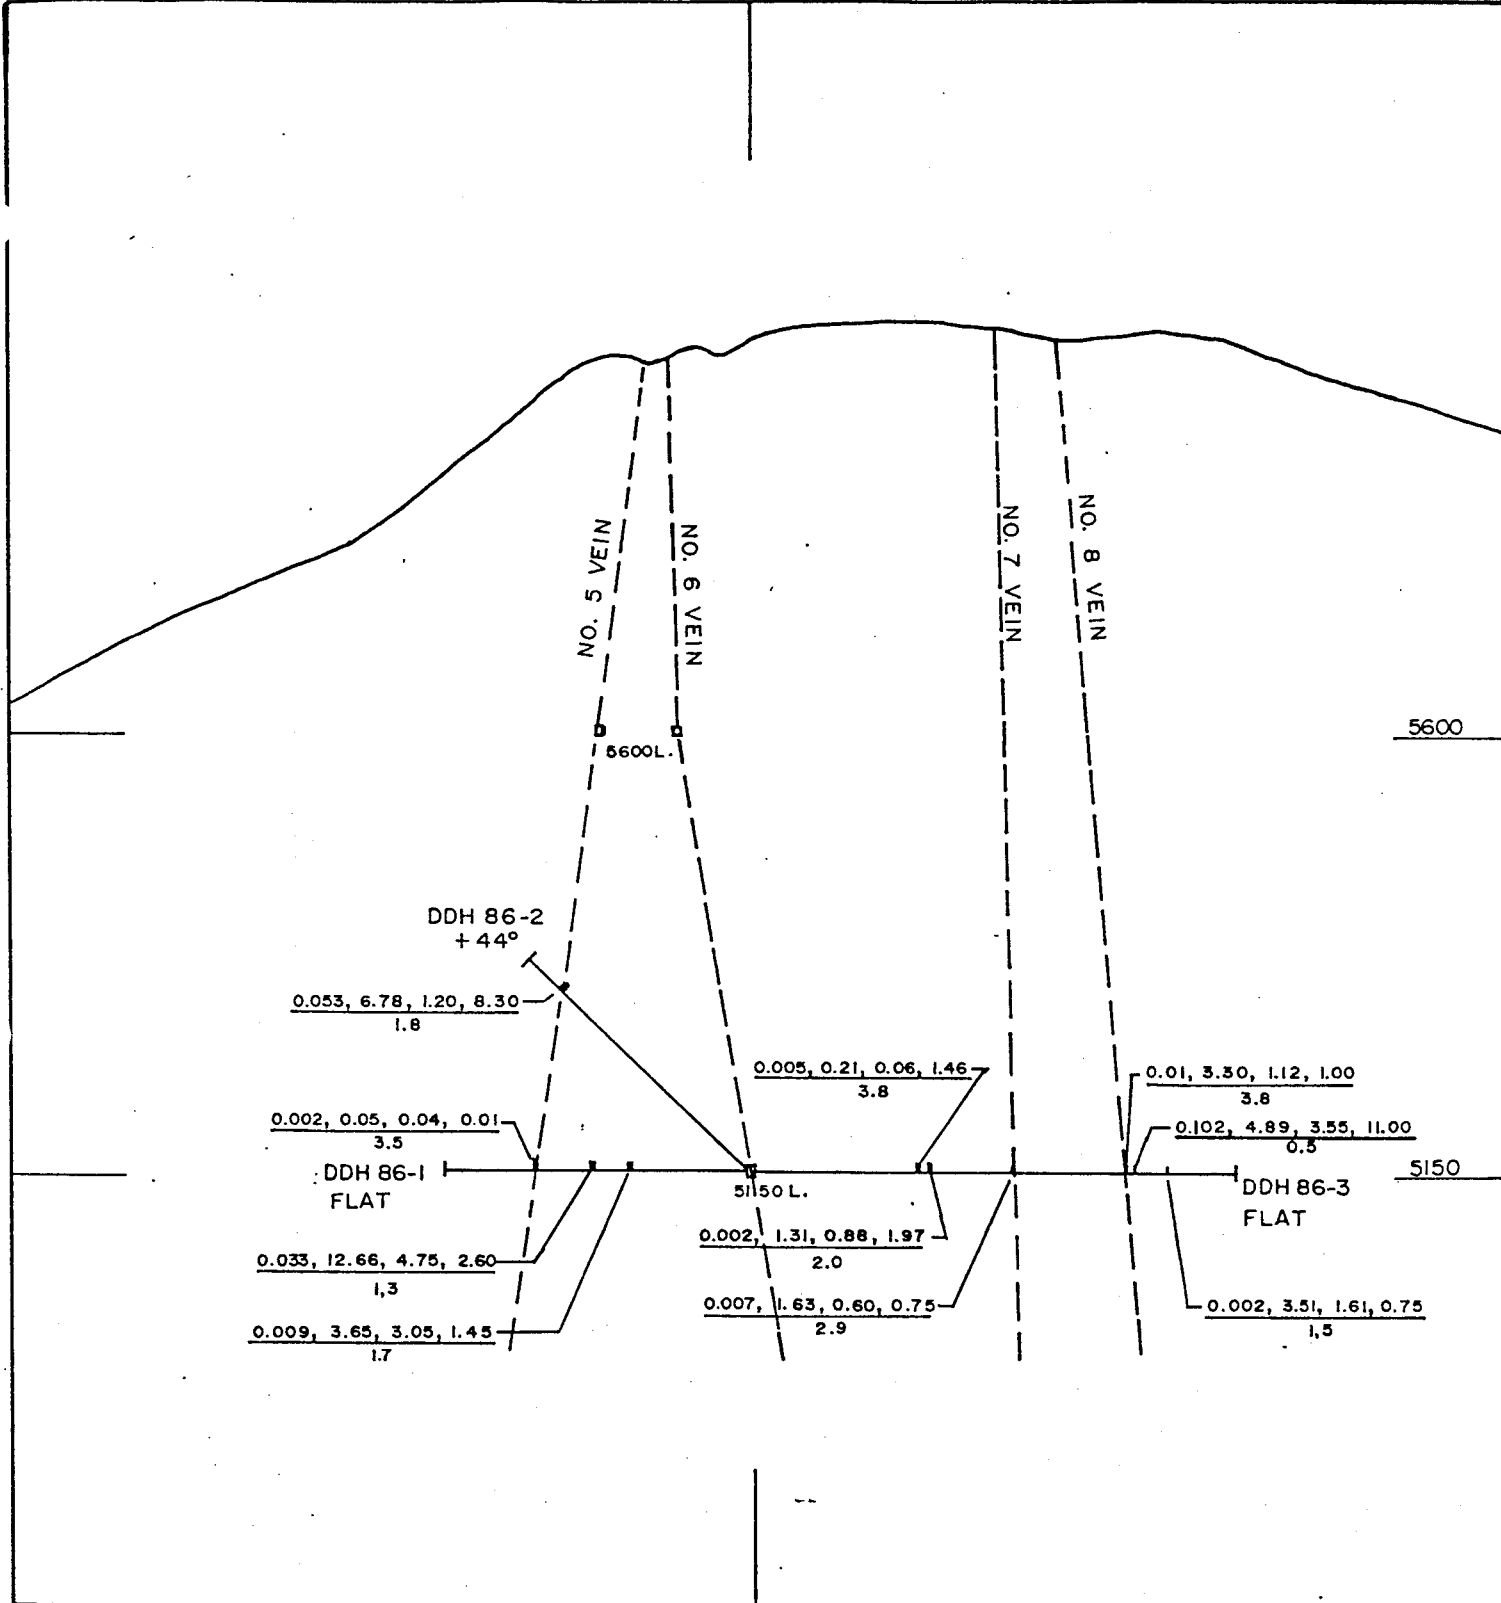 NO. 5 VEIN
NO. 6 VEIN
NO. 7 VEIN
NO. 8 VEIN
5600
5600L.
DDH 86-2
+44°
0.053, 6.78, 1.20, 8.30
1.8
0.005, 0.21, 0.06, 1.46
3.8
0.01, 3.30, 1.12, 1.00
3.8
0.002, 0.05, 0.04, 0.01
3.5
0.102, 4.89, 3.55, 11.00
0.5
DDH 86-1
FLAT
5150 L.
5150
DDH 86-3
FLAT
0.002, 1.31, 0.88, 1.97
2.0
0.033, 12.66, 4.75, 2.60
1,3
0.007, 1.63, 0.60, 0.75
2.9
0.002, 3.51, 1.61, 0.75
1,5
0.009, 3.65, 3.05, 1.45
1.7